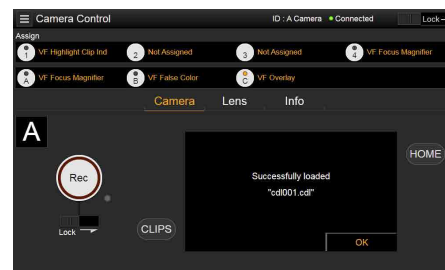 Camera Control
ID : A Camera
Connected
Lock
Assign
1 VF Highlight Clip Ind
2 Not Assigned
3 Not Assigned
4 VF Focus Magnifier
A VF Focus Magnifier
B VF False Color
C VF Overlay
Camera Lens Info
A
HOME
Rec
Successfully loaded
"cdl001.cdl"
Lock
CLIPS
OK